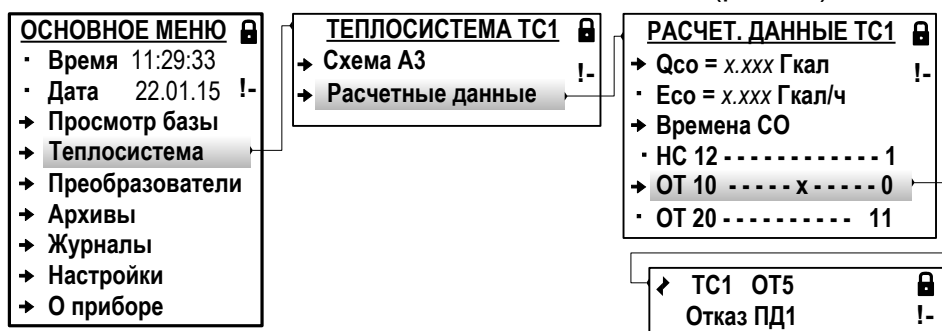 ОСНОВНОЕ МЕНЮ
· Время 11:29:33
· Дата 22.01.15 !-
→ Просмотр базы
→ Теплосистема
→ Преобразователи
→ Архивы
→ Журналы
→ Настройки
→ О приборе
ТЕПЛОСИСТЕМА ТС1
→ Схема А3 !-
→ Расчетные данные
РАСЧЕТ. ДАННЫЕ ТС1
→ Qco = x.xxx Гкал !-
· Eco = x.xxx Гкал/ч
→ Времена СО
· НС 12 - - - - - - - - - - - - 1
→ ОТ 10 - - - - - x - - - - - 0
· ОТ 20 - - - - - - - - - - 11
ТС1 ОТ5
Отказ ПД1 !-